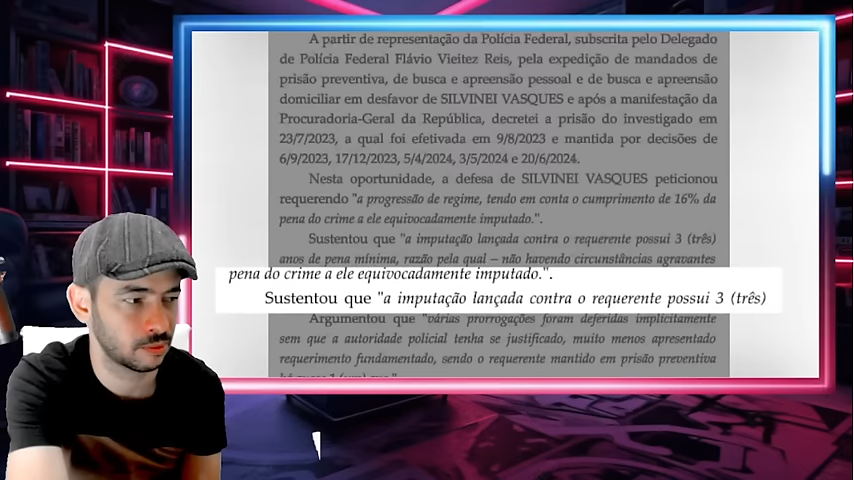 A partir de representação da Polícia Federal, subscrita pelo Delegado
de Polícia Federal Flávio Vieitez Reis, pela expedição de mandados de
prisão preventiva, de busca e apreensão pessoal e de busca e apreensão
domiciliar em desfavor de SILVINEI VASQUES e após a manifestação da
Procuradoria-Geral da República, decretei a prisão do investigado em
23/7/2023, a qual foi efetivada em 9/8/2023 e mantida por decisões de
6/9/2023, 17/12/2023, 5/4/2024, 3/5/2024 e 20/6/2024.
Nesta oportunidade, a defesa de SILVINEI VASQUES peticionou
requerendo "a progressão de regime, tendo em conta o cumprimento de 16% da
pena do crime a ele equivocadamente imputado.".
Sustentou que "a imputação lançada contra o requerente possui 3 (três)
anos de pena mínima, razão pela qual – não havendo circunstâncias agravantes
pena do crime a ele equivocadamente imputado.".
Sustentou que "a imputação lançada contra o requerente possui 3 (três)
Argumentou que "várias prorrogações foram deferidas implicitamente
sem que a autoridade policial tenha se justificado, muito menos apresentado
requerimento fundamentado, sendo o requerente mantido em prisão preventiva